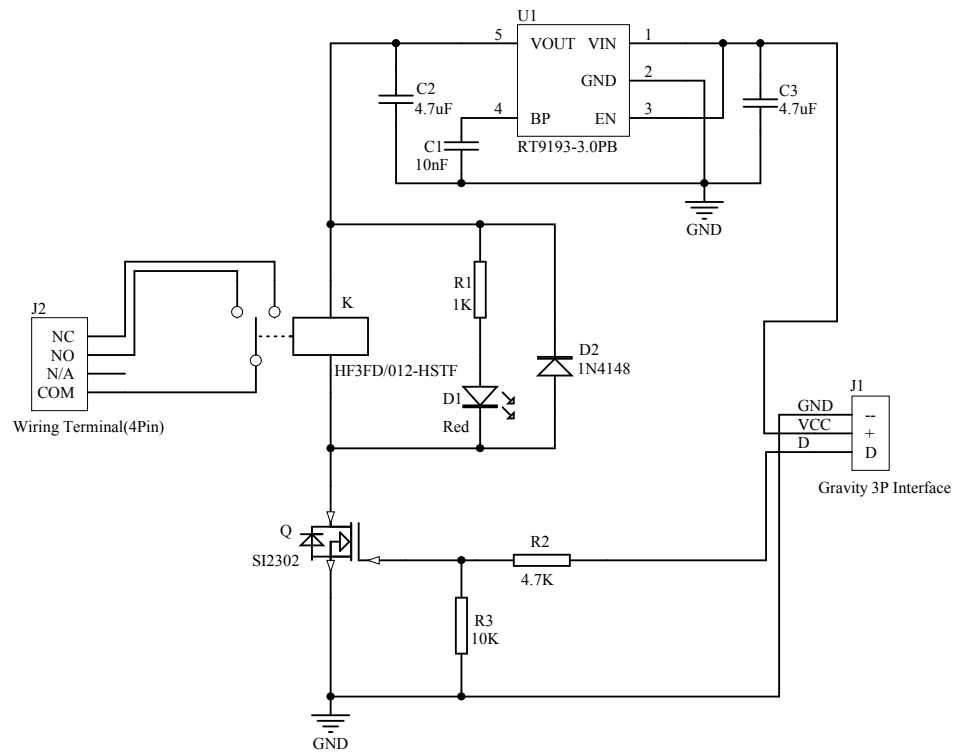 U1
5
VOUT
VIN
1
GND
2
4
BP
EN
3
RT9193-3.0PB
C2
4.7uF
C1
10nF
C3
4.7uF
GND
R1
1K
K
HF3FD/012-HSTF
D2
1N4148
D1
Red
J2
NC
NO
N/A
COM
Wiring Terminal(4Pin)
J1
GND
--
VCC
+
D
D
Gravity 3P Interface
Q
SI2302
R2
4.7K
R3
10K
GND